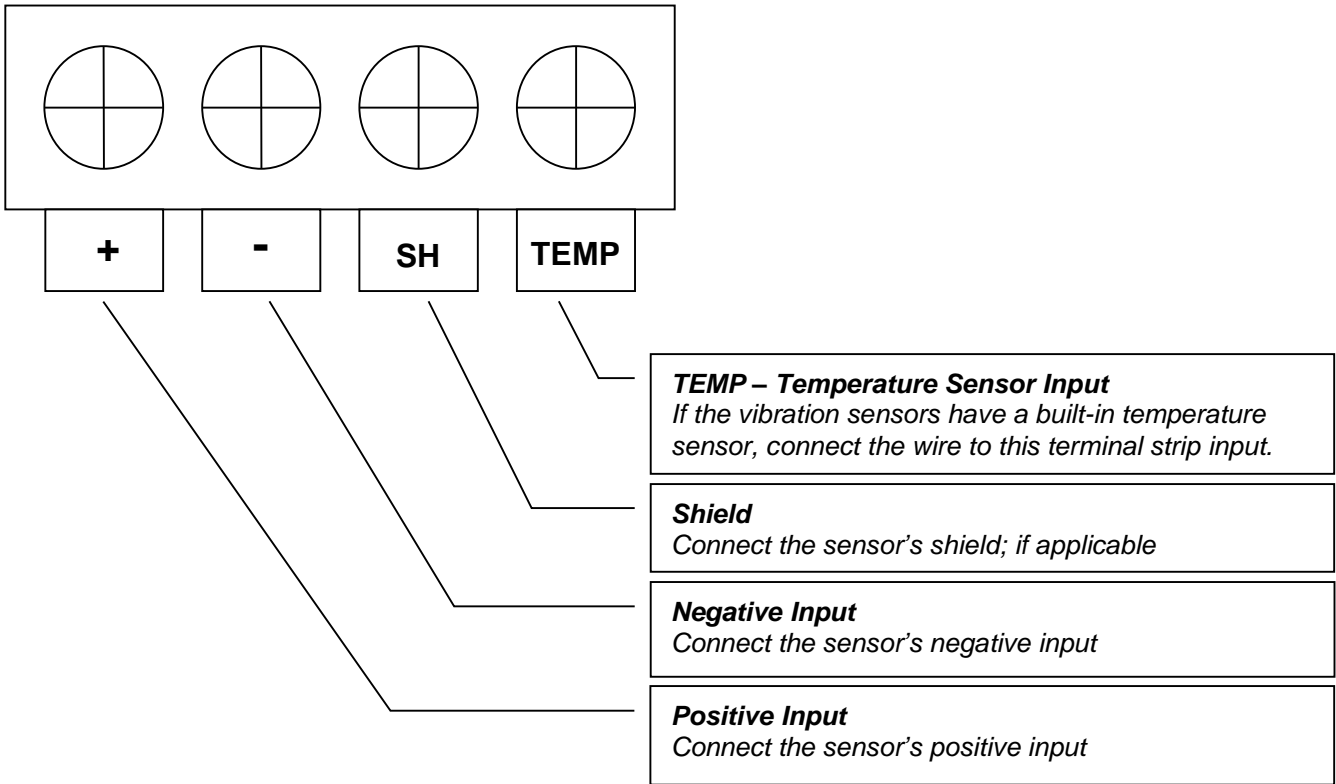 + - SH TEMP
TEMP – Temperature Sensor Input
If the vibration sensors have a built-in temperature
sensor, connect the wire to this terminal strip input.
Shield
Connect the sensor’s shield; if applicable
Negative Input
Connect the sensor’s negative input
Positive Input
Connect the sensor’s positive input